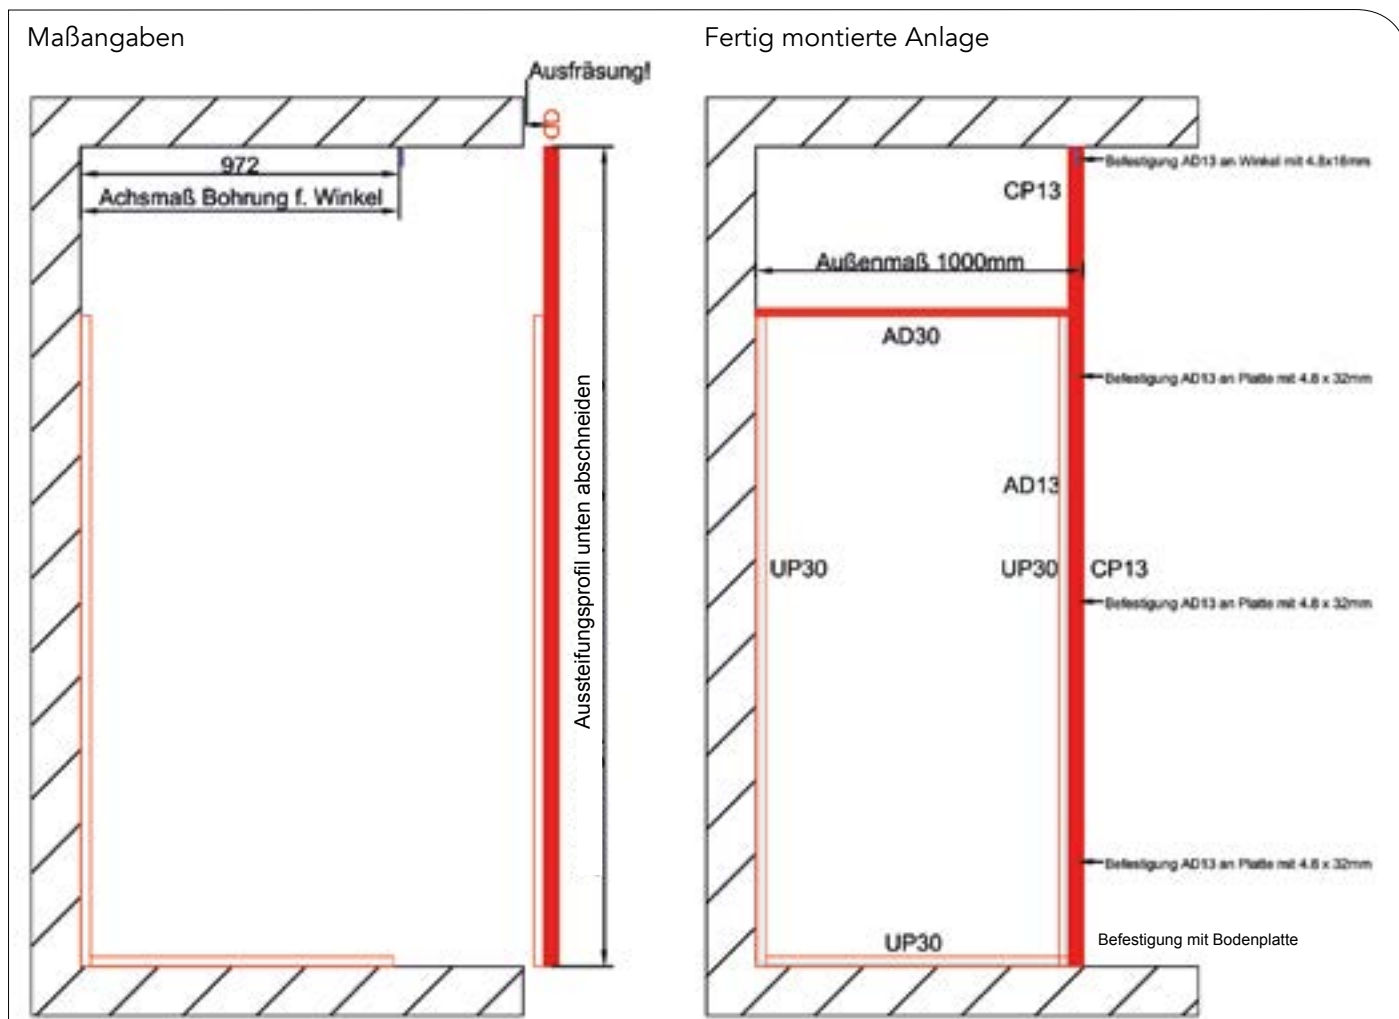 Maßangaben
Ausfräsung!
972
Achsmaß Bohrung f. Winkel
Aussteifungsprofil unten abschneiden
Fertig montierte Anlage
Befestigung AD13 an Winkel mit 4.8x16mm
CP13
Außenmaß 1000mm
AD30
Befestigung AD13 an Platte mit 4.8 x 32mm
AD13
UP30
UP30
CP13
Befestigung AD13 an Platte mit 4.8 x 32mm
Befestigung AD13 an Platte mit 4.8 x 32mm
UP30
Befestigung mit Bodenplatte